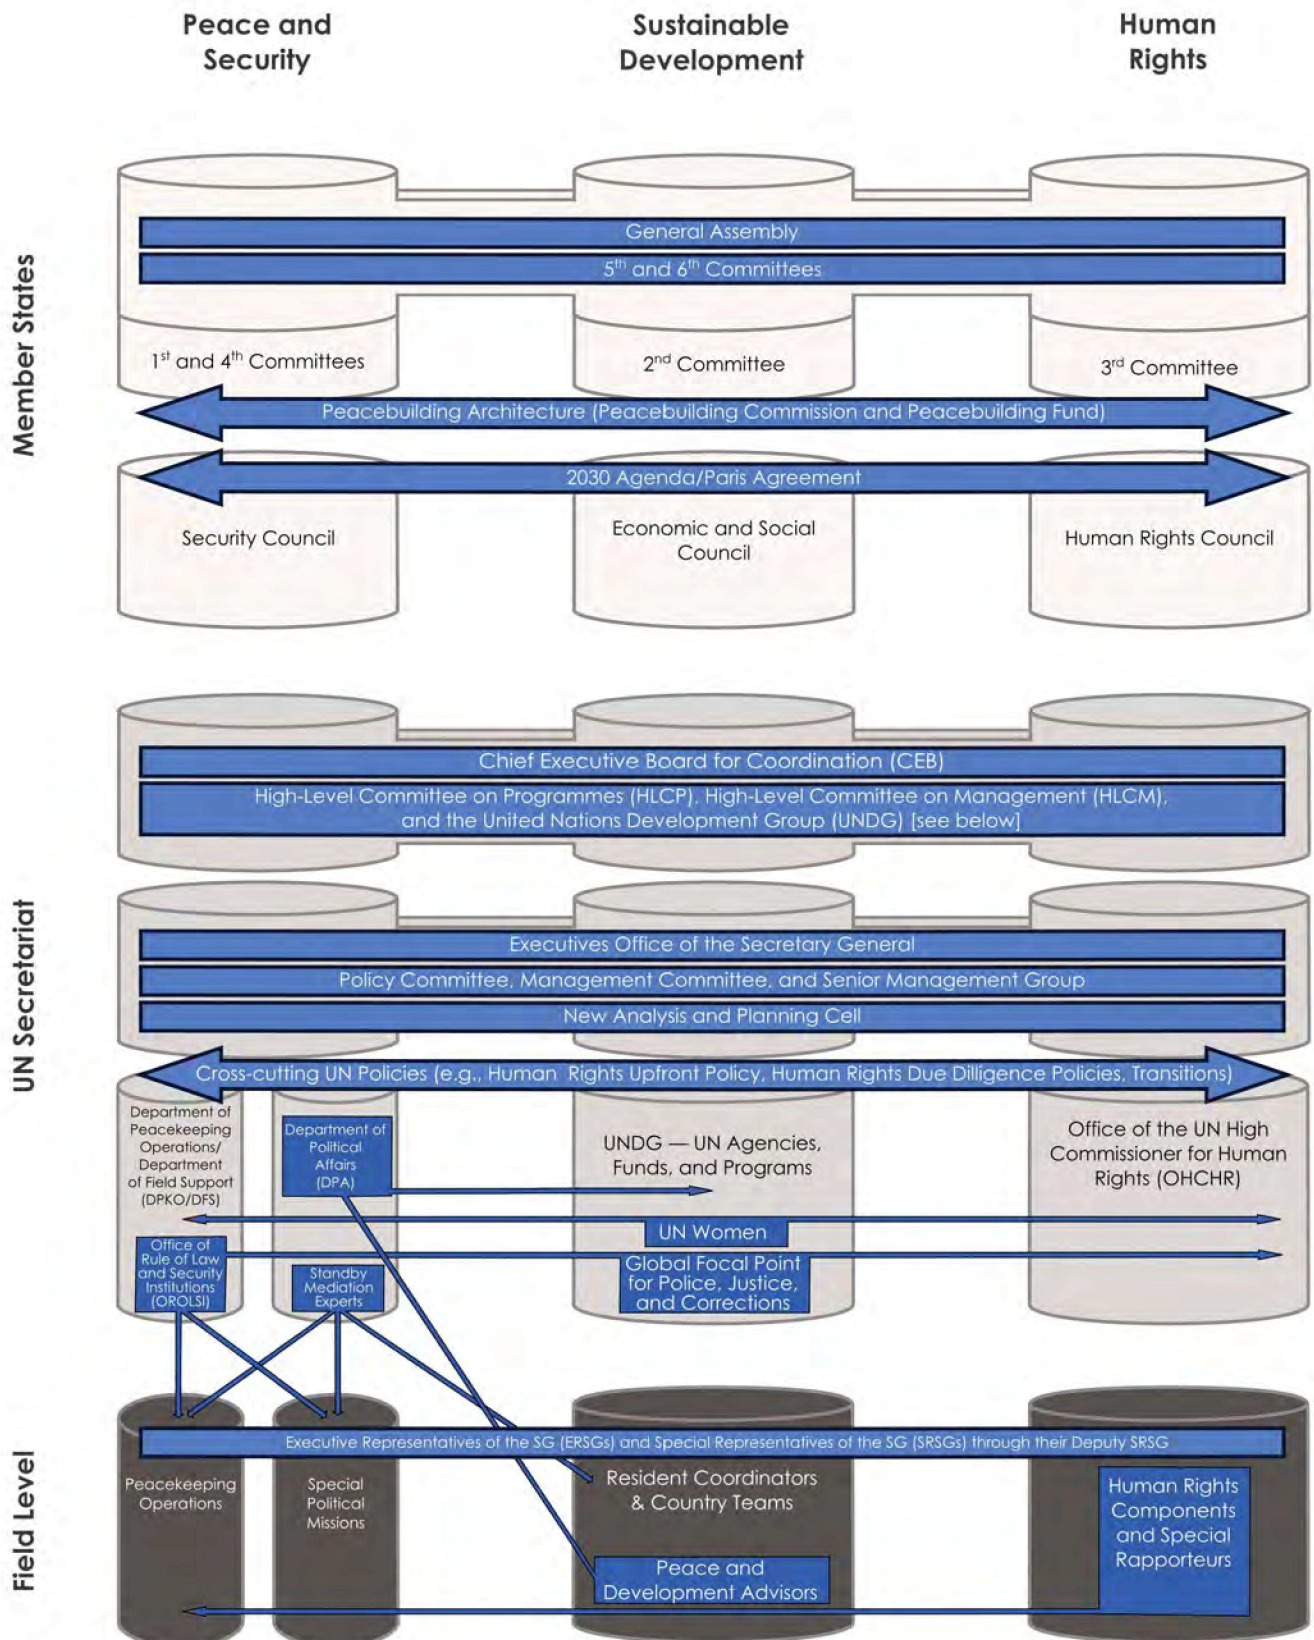 Peace and
Security
Sustainable
Development
Human
Rights
Member States
General Assembly
5th and 6th Committees
1st and 4th Committees
2nd Committee
3rd Committee
Peacebuilding Architecture (Peacebuilding Commission and Peacebuilding Fund)
2030 Agenda/Paris Agreement
Security Council
Economic and Social
Council
Human Rights Council
UN Secretariat
Chief Executive Board for Coordination (CEB)
High-Level Committee on Programmes (HLCP), High-Level Committee on Management (HLCM),
and the United Nations Development Group (UNDG) [see below]
Executives Office of the Secretary General
Policy Committee, Management Committee, and Senior Management Group
New Analysis and Planning Cell
Cross-cutting UN Policies (e.g., Human Rights Upfront Policy, Human Rights Due Dilligence Policies, Transitions)
Department of
Peacekeeping
Operations/
Department
of Field Support
(DPKO/DFS)
Department of
Political
Affairs
(DPA)
UNDG — UN Agencies,
Funds, and Programs
Office of the UN High
Commissioner for Human
Rights (OHCHR)
UN Women
Office of
Rule of Law
and Security
Institutions
(OROLSI)
Standby
Mediation
Experts
Global Focal Point
for Police, Justice,
and Corrections
Field Level
Executive Representatives of the SG (ERSGs) and Special Representatives of the SG (SRSGs) through their Deputy SRSG
Peacekeeping
Operations
Special
Political
Missions
Resident Coordinators
& Country Teams
Human Rights
Components
and Special
Rapporteurs
Peace and
Development Advisors